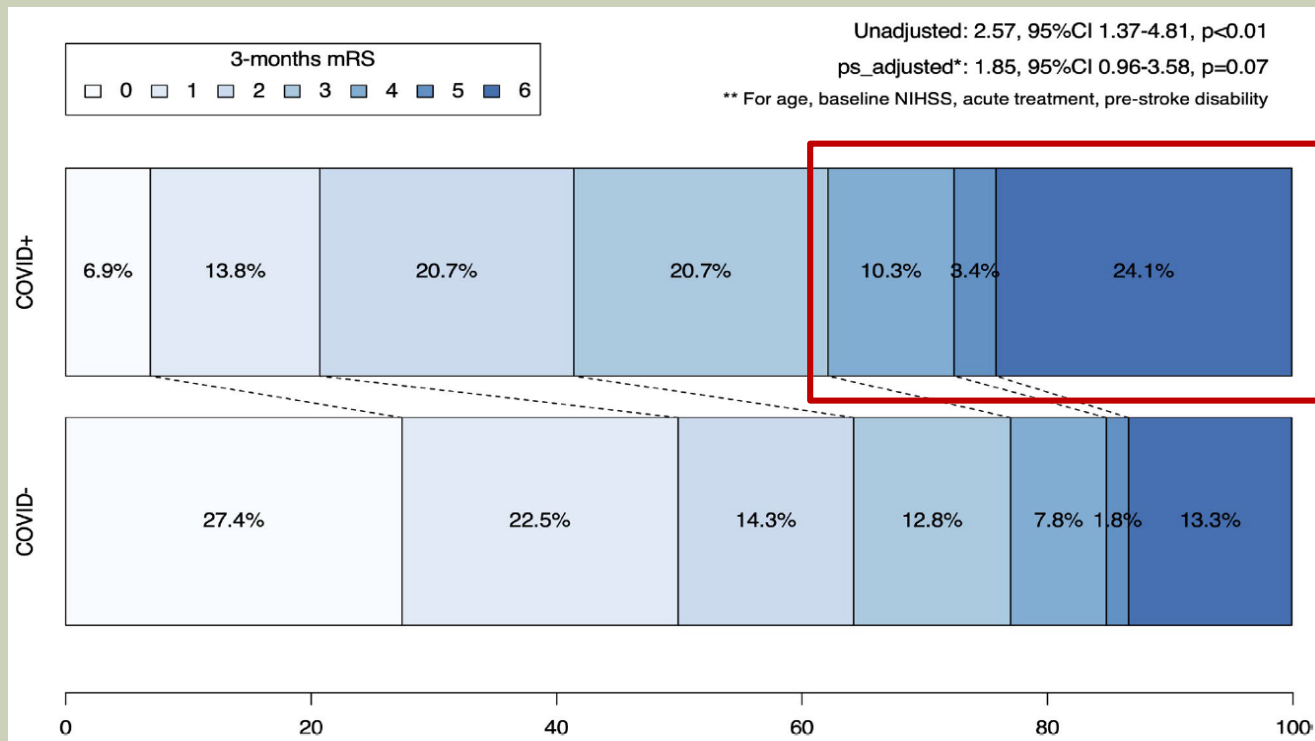 Unadjusted: 2.57, 95%CI 1.37-4.81, p<0.01
ps_adjusted*: 1.85, 95%CI 0.96-3.58, p=0.07
** For age, baseline NIHSS, acute treatment, pre-stroke disability
3-months mRS
0 1 2 3 4 5 6
COVID+
6.9% 13.8% 20.7% 20.7% 10.3% 3.4% 24.1%
COVID-
27.4% 22.5% 14.3% 12.8% 7.8% 1.8% 13.3%
0 20 40 60 80 100